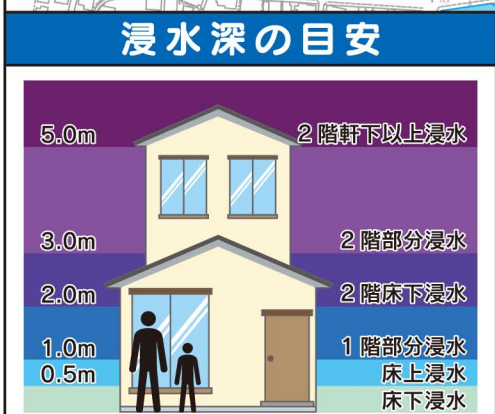 浸水深の目安
5.0m 2階軒下以上浸水
3.0m 2階部分浸水
2.0m 2階床下浸水
1.0m 1階部分浸水
0.5m 床上浸水
床下浸水